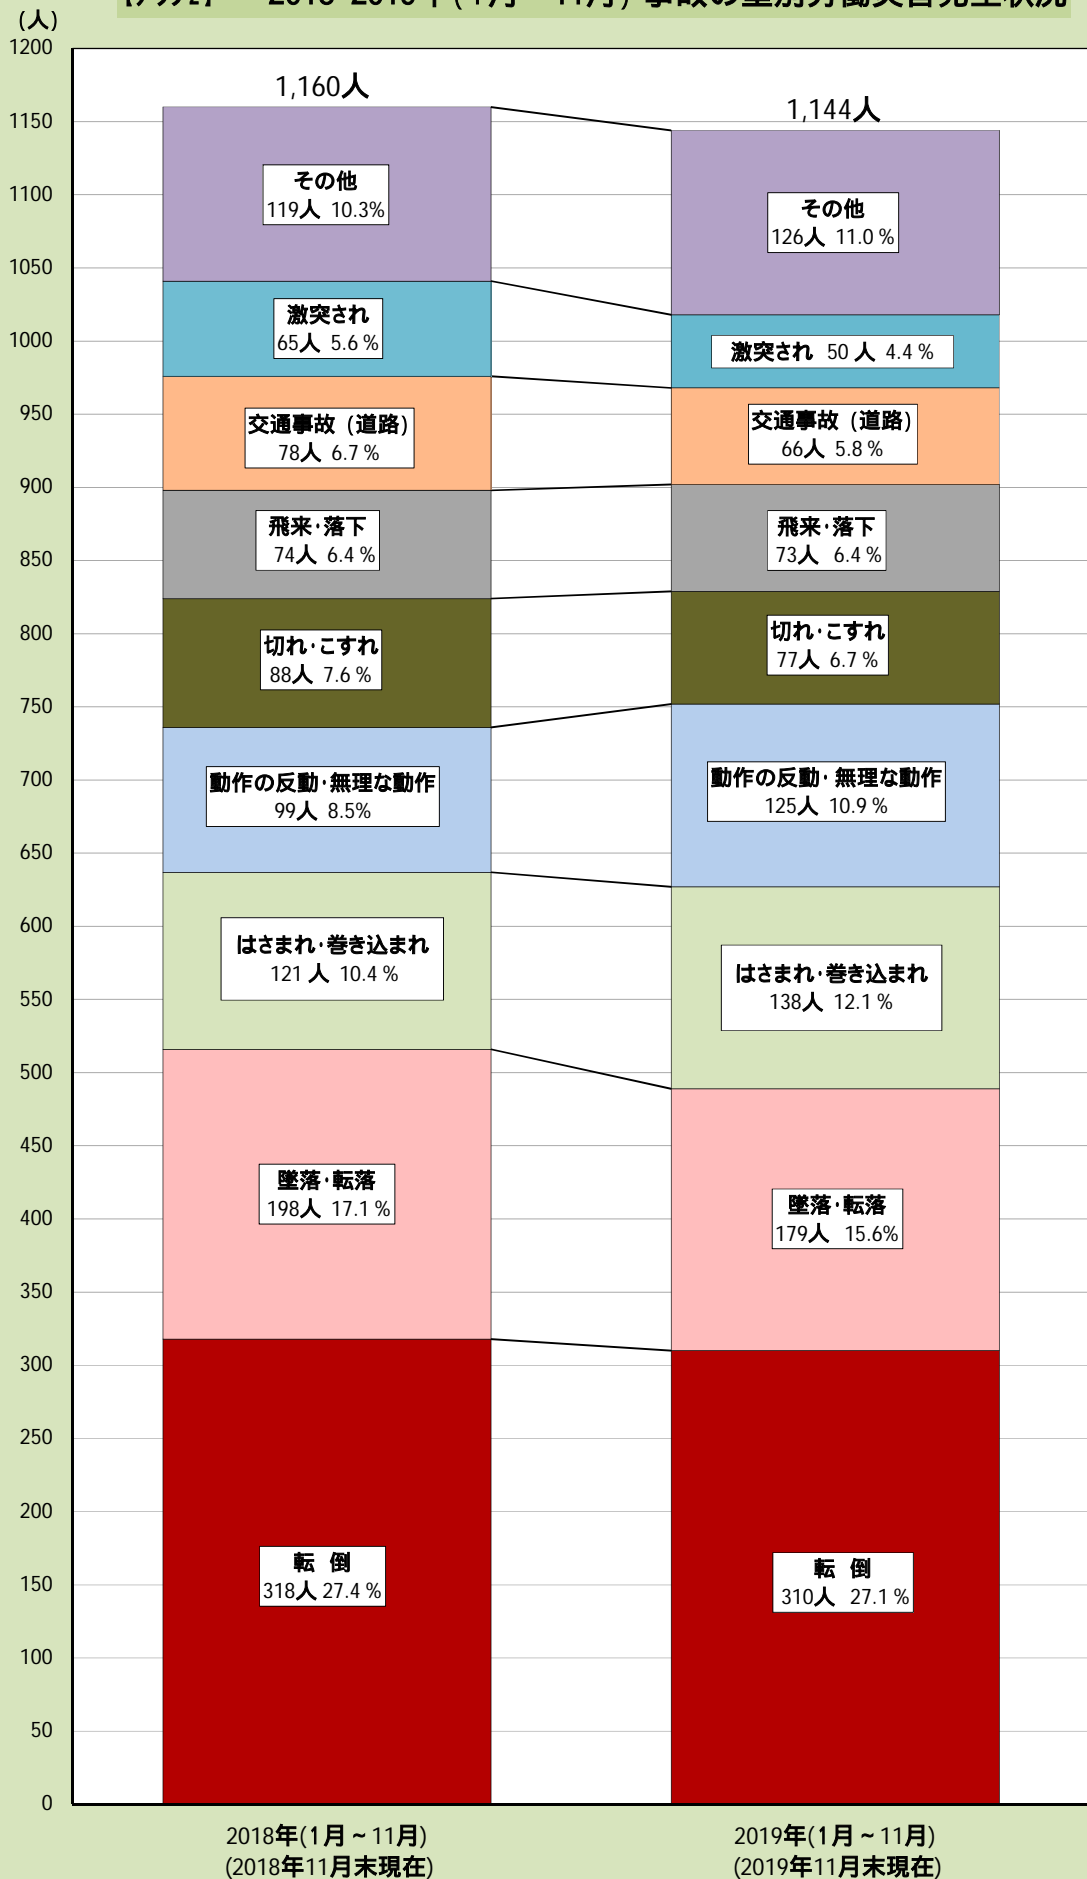 (人)
1200
1150
1100
1050
1000
950
900
850
800
750
700
650
600
550
500
450
400
350
300
250
200
150
100
50
0
1,160人
その他
119人 10.3%
激突され
65人 5.6 %
交通事故 (道路)
78人 6.7 %
飛来・落下
74人 6.4 %
切れ・こすれ
88人 7.6 %
動作の反動・無理な動作
99人 8.5%
はさまれ・巻き込まれ
121 人 10.4 %
墜落・転落
198人 17.1 %
転 倒
318人 27.4 %
2018年(1月 ~ 11月)
(2018年11月末現在)
1,144人
その他
126人 11.0 %
激突され 50 人 4.4 %
交通事故 (道路)
66人 5.8 %
飛来・落下
73人 6.4 %
切れ・こすれ
77人 6.7 %
動作の反動・無理な動作
125人 10.9 %
はさまれ・巻き込まれ
138人 12.1 %
墜落・転落
179人 15.6%
転 倒
310人 27.1 %
2019年(1月 ~ 11月)
(2019年11月末現在)